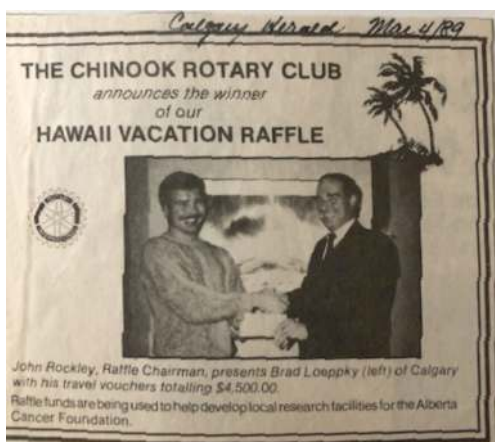 Calgary Herald Mar 4/89
THE CHINOOK ROTARY CLUB
announces the winner
of our
HAWAII VACATION RAFFLE
John Rockley, Raffle Chairman, presents Brad Loeppky (left) of Calgary
with his travel vouchers totalling $4,500.00.
Raffle funds are being used to help develop local research facilities for the Alberta
Cancer Foundation.